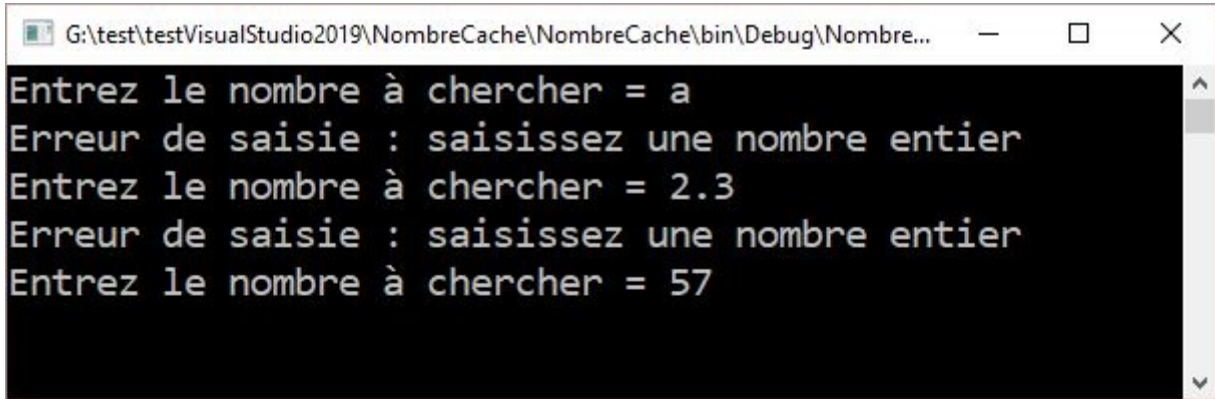 G:\test\testVisualStudio2019\NombreCache\NombreCache\bin\Debug\Nombre...
Entrez le nombre à chercher = a
Erreur de saisie : saisissez une nombre entier
Entrez le nombre à chercher = 2.3
Erreur de saisie : saisissez une nombre entier
Entrez le nombre à chercher = 57